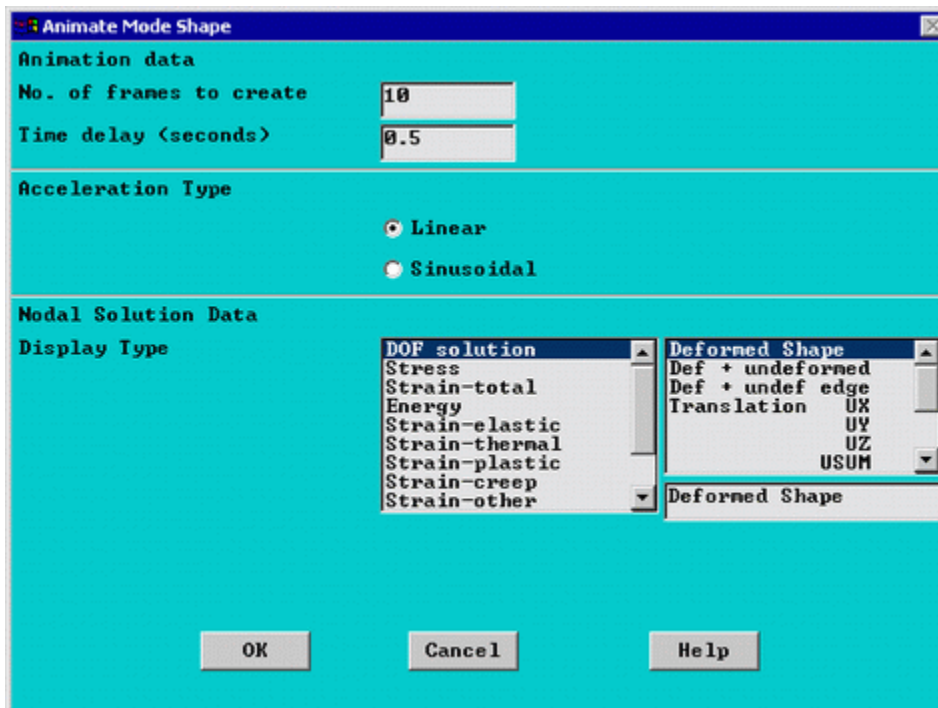 Animate Mode Shape
Animation data
No. of frames to create 10
Time delay (seconds) 0.5
Acceleration Type
Linear
Sinusoidal
Nodal Solution Data
Display Type
DOF solution
Stress
Strain-total
Energy
Strain-elastic
Strain-thermal
Strain-plastic
Strain-creep
Strain-other
Deformed Shape
Def + undeformed
Def + undef edge
Translation UX
UY
UZ
USUM
Deformed Shape
OK Cancel Help